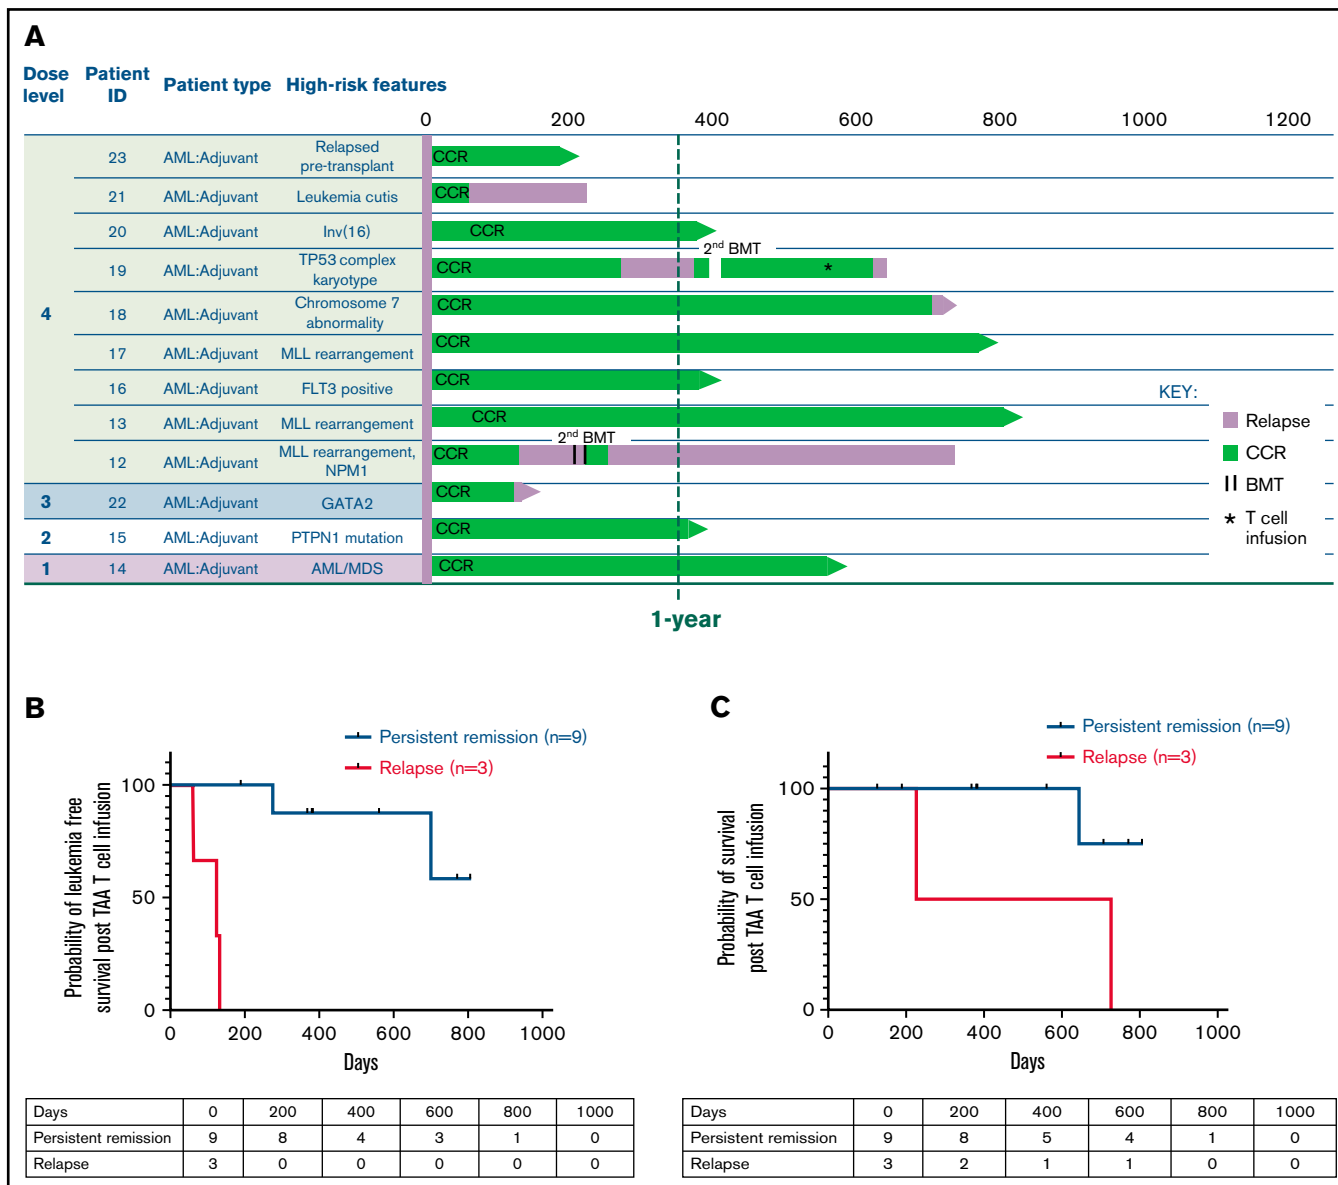 A
Dose level Patient ID Patient type High-risk features
0 200 400 600 800 1000 1200
23 AML:Adjuvant Relapsed pre-transplant CCR
21 AML:Adjuvant Leukemia cutis CCR
20 AML:Adjuvant Inv(16) CCR
2nd BMT
19 AML:Adjuvant TP53 complex karyotype CCR *
4 18 AML:Adjuvant Chromosome 7 abnormality CCR
17 AML:Adjuvant MLL rearrangement CCR
16 AML:Adjuvant FLT3 positive CCR
13 AML:Adjuvant MLL rearrangement CCR
2nd BMT
12 AML:Adjuvant MLL rearrangement, NPM1 CCR
3 22 AML:Adjuvant GATA2 CCR
2 15 AML:Adjuvant PTPN1 mutation CCR
1 14 AML:Adjuvant AML/MDS CCR
1-year
KEY:
Relapse
CCR
BMT
* T cell
infusion
B
Persistent remission (n=9)
Relapse (n=3)
Probability of leukemia free
survival post TAA T cell infusion
100
50
0
0 200 400 600 800 1000
Days
Days 0 200 400 600 800 1000
Persistent remission 9 8 4 3 1 0
Relapse 3 0 0 0 0 0
C
Persistent remission (n=9)
Relapse (n=3)
Probability of survival
post TAA T cell infusion
100
50
0
0 200 400 600 800 1000
Days
Days 0 200 400 600 800 1000
Persistent remission 9 8 5 4 1 0
Relapse 3 2 1 1 0 0